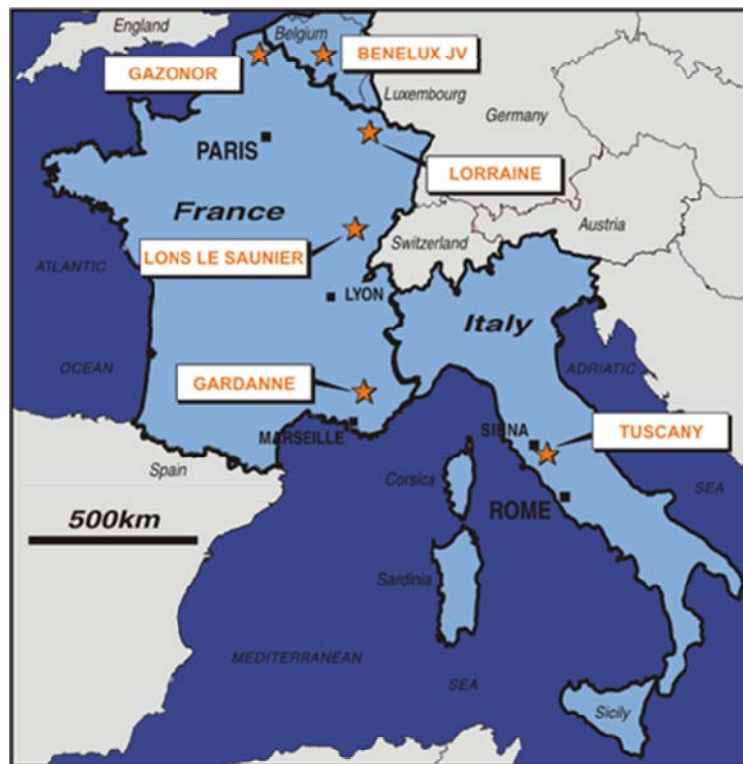 England
Belgium
BENELUX JV
GAZONOR
Luxembourg
Germany
PARIS
LORRAINE
France
Austria
Switzerland
LONS LE SAUNIER
ATLANTIC
LYON
Italy
OCEAN
ADRIATIC
GARDANNE
MARSEILLE
SIENA
TUSCANY
Spain
Corsica
SEA
ROME
500km
Sardinia
MEDITERRANEAN
SEA
Sicily